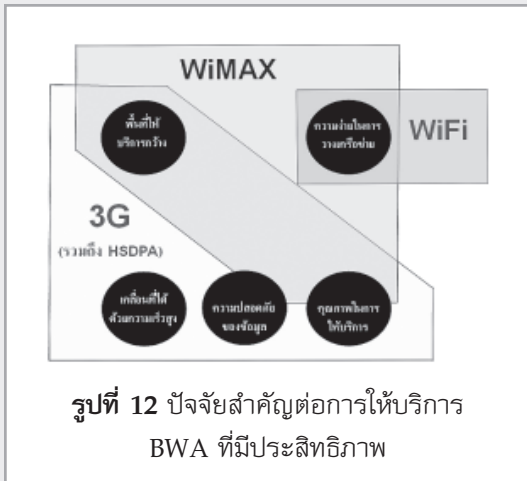 WiMAX
พื้นที่ให้
บริการกว้าง
ความง่ายในการ
วางเครือข่าย
WiFi
3G
(รวมถึง HSDPA)
เคลื่อนที่ได้
ด้วยความเร็วสูง
ความปลอดภัย
ของข้อมูล
คุณภาพในการ
ให้บริการ
รูปที่ 12 ปัจจัยสำคัญต่อการให้บริการ
BWA ที่มีประสิทธิภาพ